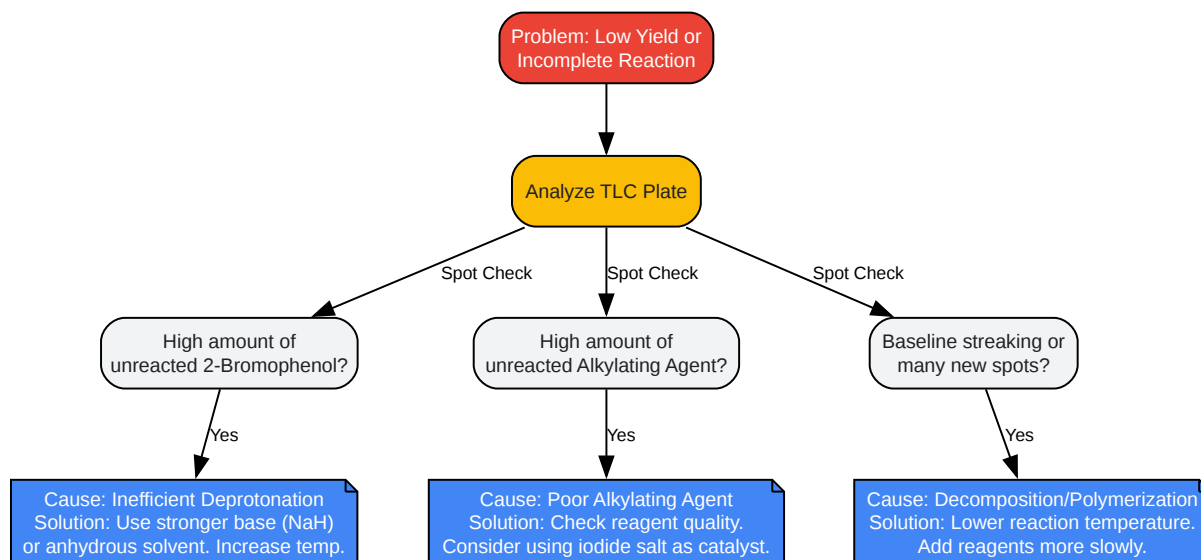 Problem: Low Yield or
Incomplete Reaction
Analyze TLC Plate
Spot Check
Spot Check
Spot Check
High amount of
unreacted 2-Bromophenol?
High amount of
unreacted Alkylating Agent?
Baseline streaking or
many new spots?
Yes
Yes
Yes
Cause: Inefficient Deprotonation
Solution: Use stronger base (NaH)
or anhydrous solvent. Increase temp.
Cause: Poor Alkylating Agent
Solution: Check reagent quality.
Consider using iodide salt as catalyst.
Cause: Decomposition/Polymerization
Solution: Lower reaction temperature.
Add reagents more slowly.